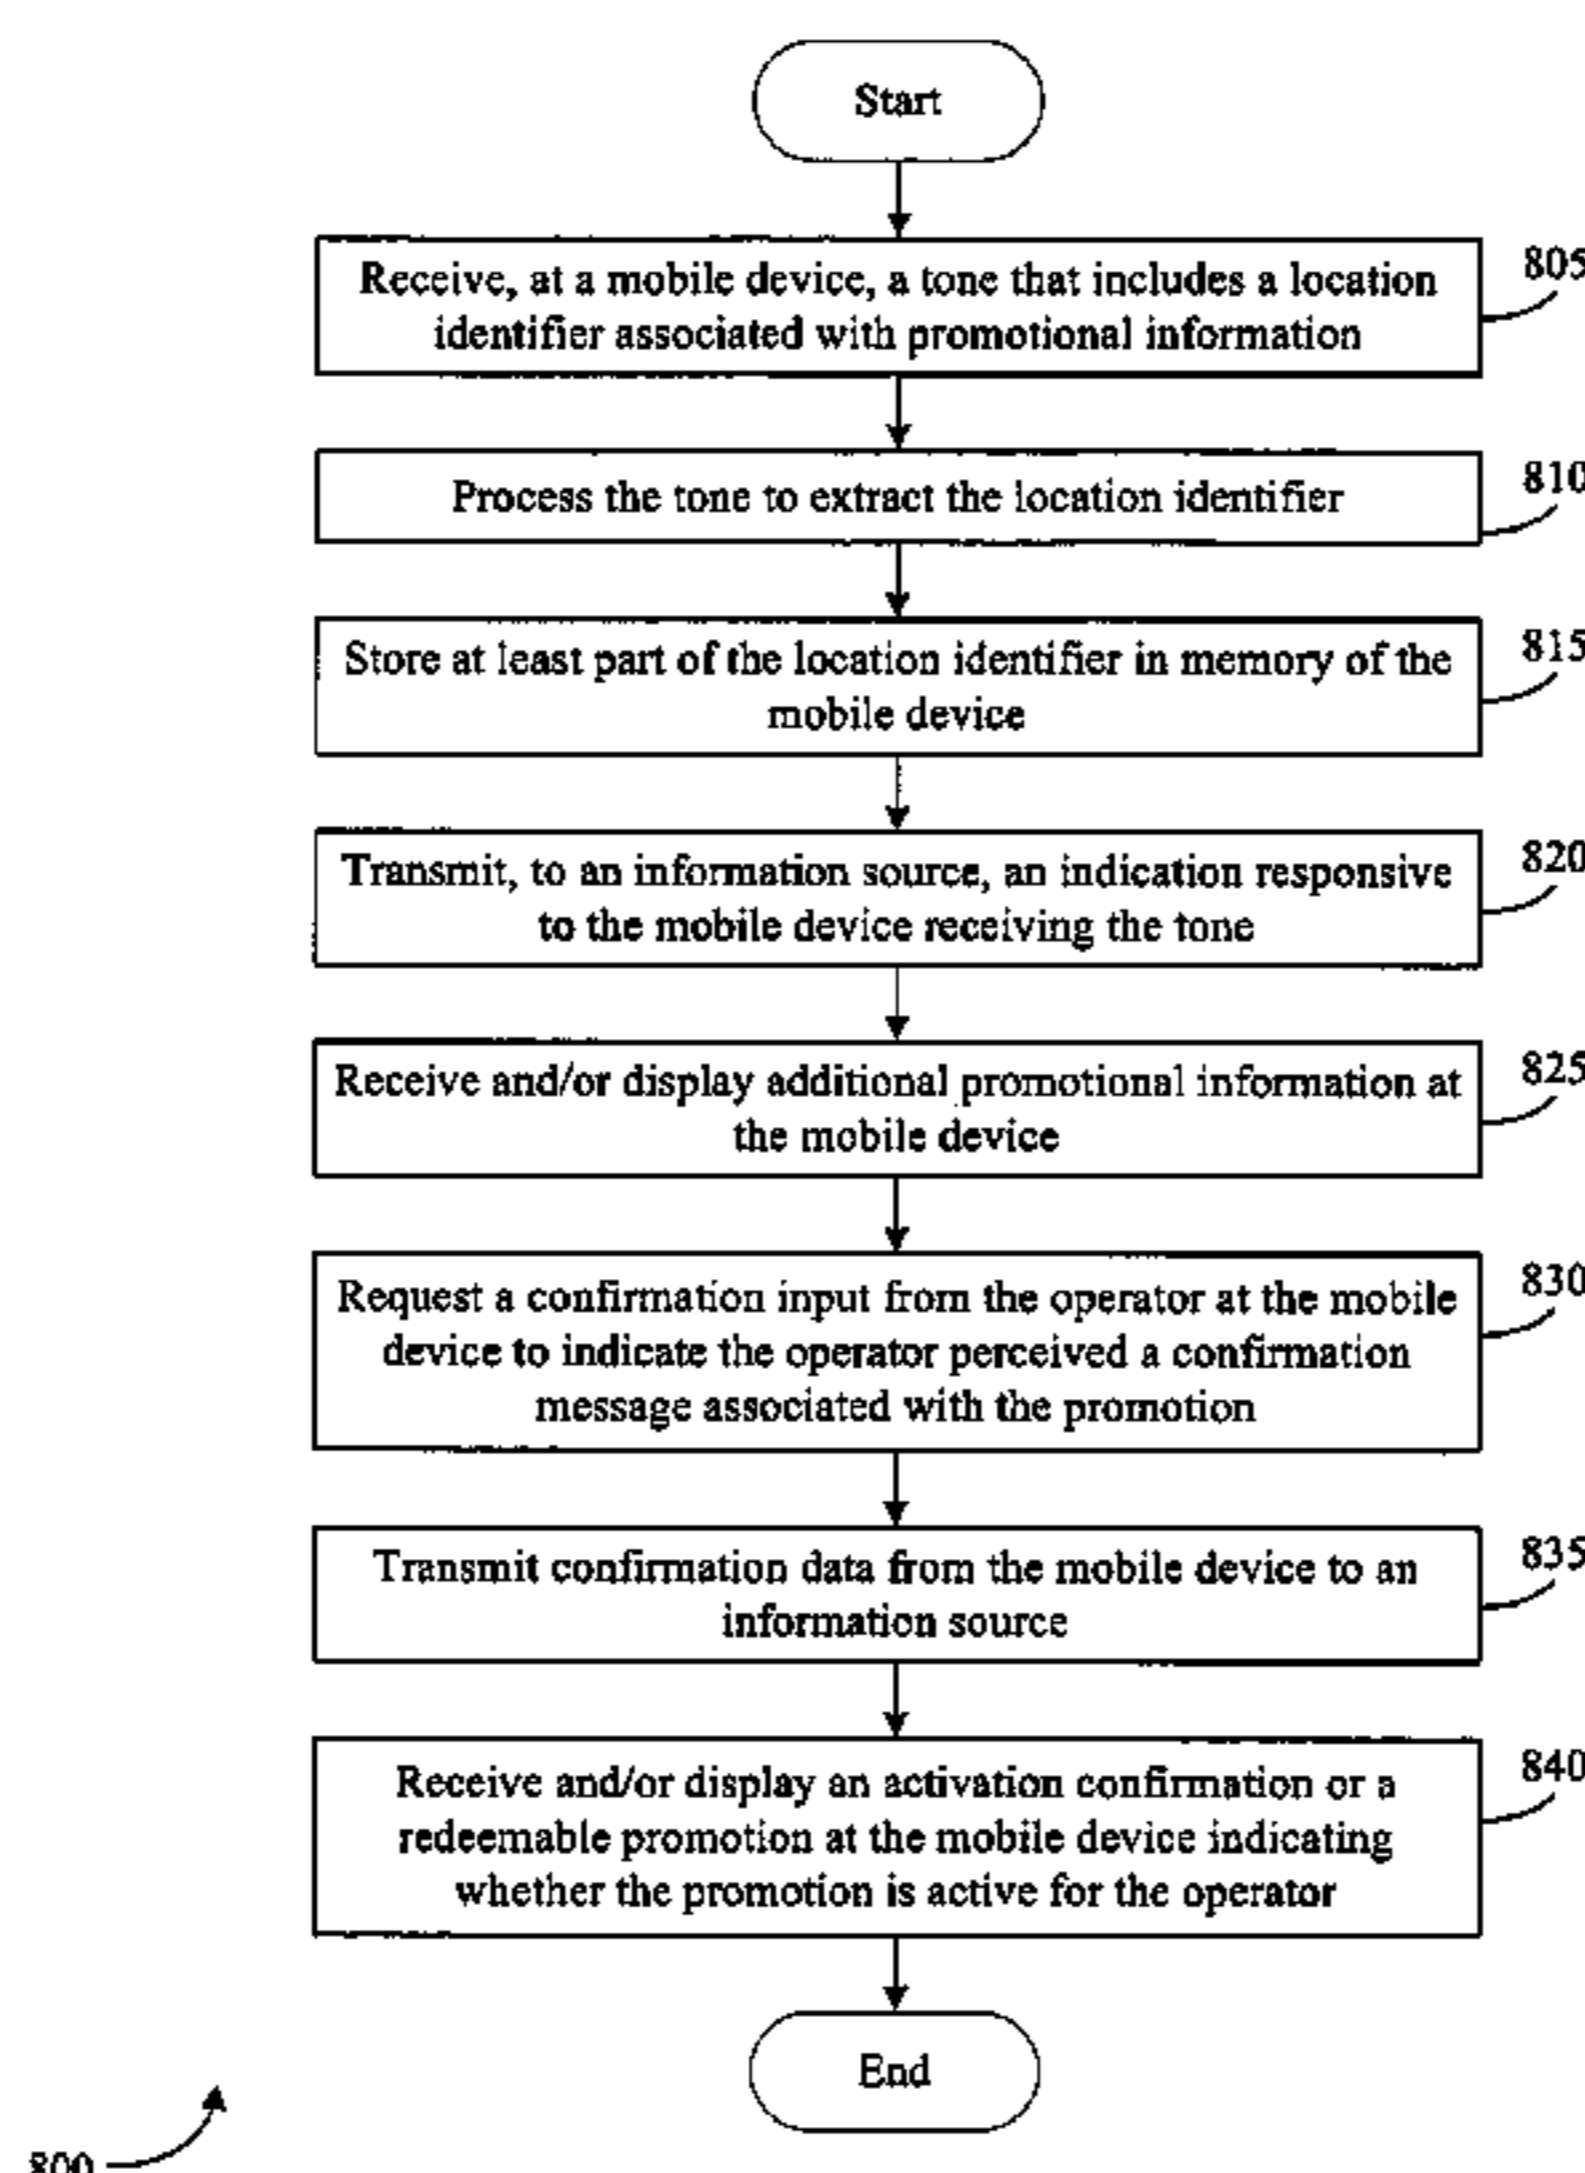 Start
Receive, at a mobile device, a tone that includes a location
identifier associated with promotional information
805
Process the tone to extract the location identifier
810
Store at least part of the location identifier in memory of the
mobile device
815
Transmit, to an information source, an indication responsive
to the mobile device receiving the tone
820
Receive and/or display additional promotional information at
the mobile device
825
Request a confirmation input from the operator at the mobile
device to indicate the operator perceived a confirmation
message associated with the promotion
830
Transmit confirmation data from the mobile device to an
information source
835
Receive and/or display an activation confirmation or a
redeemable promotion at the mobile device indicating
whether the promotion is active for the operator
840
End
800